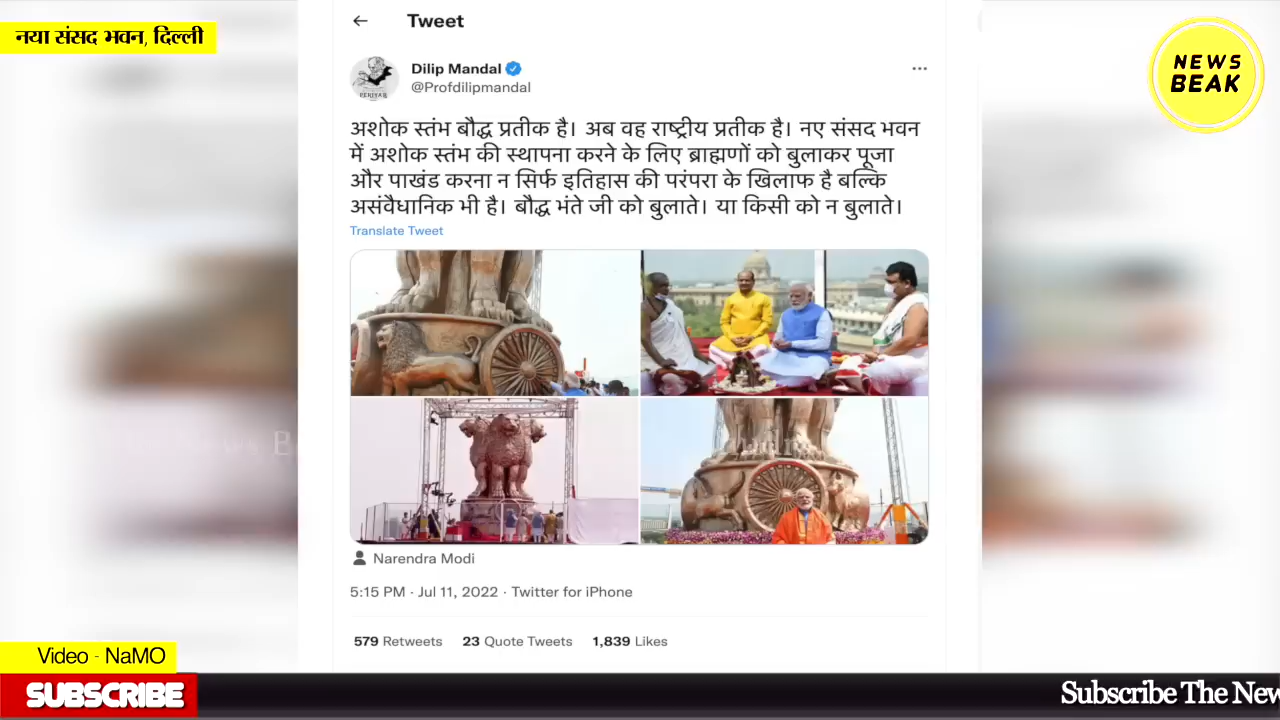 नया संसद भवन, दिल्ली
Tweet
NEWS
BEAK
Dilip Mandal
@Profdilipmandal
PERIYAR
अशोक स्तंभ बौद्ध प्रतीक है। अब वह राष्ट्रीय प्रतीक है। नए संसद भवन
में अशोक स्तंभ की स्थापना करने के लिए ब्राह्मणों को बुलाकर पूजा
और पाखंड करना न सिर्फ इतिहास की परंपरा के खिलाफ है बल्कि
असंवैधानिक भी है। बौद्ध भंते जी को बुलाते। या किसी को न बुलाते।
Translate Tweet
Narendra Modi
5:15 PM · Jul 11, 2022 · Twitter for iPhone
579 Retweets 23 Quote Tweets 1,839 Likes
Video - NaMO
SUBSCRIBE
Subscribe The New